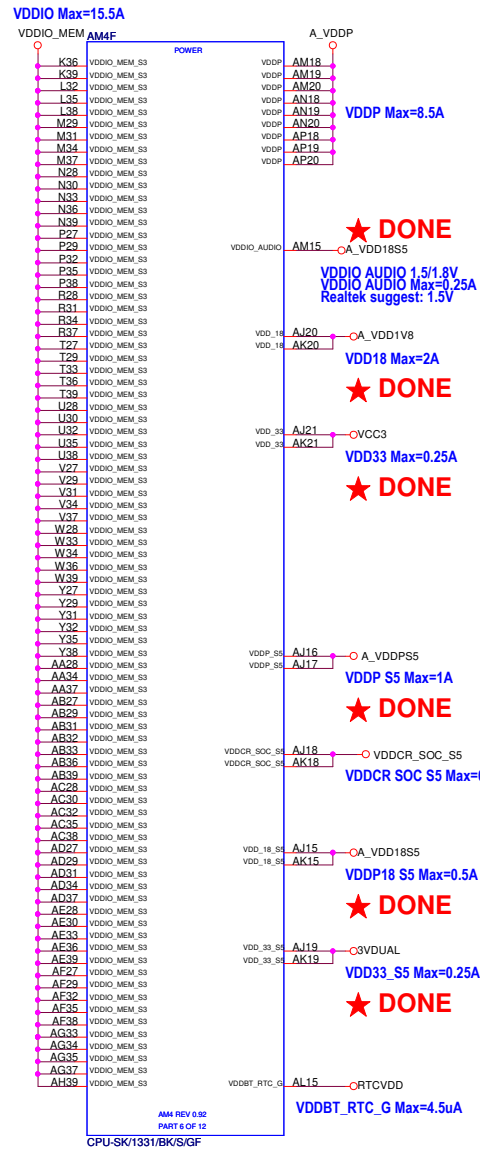 VDDIO Max=15.5A
VDDIO_MEM AM4F A_VDDP
POWER
K36 VDDIO_MEM_S3 VDDP AM18
K39 VDDIO_MEM_S3 VDDP AM19
L32 VDDIO_MEM_S3 VDDP AM20
L35 VDDIO_MEM_S3 VDDP AN18
L38 VDDIO_MEM_S3 VDDP AN19 VDDP Max=8.5A
M29 VDDIO_MEM_S3 VDDP AN20
M31 VDDIO_MEM_S3 VDDP AP18
M34 VDDIO_MEM_S3 VDDP AP19
M37 VDDIO_MEM_S3 VDDP AP20
N28 VDDIO_MEM_S3
N30 VDDIO_MEM_S3
N33 VDDIO_MEM_S3
N36 VDDIO_MEM_S3
N39 VDDIO_MEM_S3
P27 VDDIO_MEM_S3 DONE
P29 VDDIO_MEM_S3 VDDIO_AUDIO AM15 A_VDD18S5
P32 VDDIO_MEM_S3
P35 VDDIO_MEM_S3 VDDIO AUDIO 1.5/1.8V
P38 VDDIO_MEM_S3 VDDIO AUDIO Max=0.25A
R28 VDDIO_MEM_S3 Realtek suggest: 1.5V
R31 VDDIO_MEM_S3
R34 VDDIO_MEM_S3
R37 VDDIO_MEM_S3 VDD_18 AJ20 A_VDD1V8
T27 VDDIO_MEM_S3 VDD_18 AK20
T29 VDDIO_MEM_S3 VDD18 Max=2A
T33 VDDIO_MEM_S3
T36 VDDIO_MEM_S3 DONE
T39 VDDIO_MEM_S3
U28 VDDIO_MEM_S3
U30 VDDIO_MEM_S3
U32 VDDIO_MEM_S3 VDD_33 AJ21 VCC3
U35 VDDIO_MEM_S3 VDD_33 AK21
U38 VDDIO_MEM_S3 VDD33 Max=0.25A
V27 VDDIO_MEM_S3
V29 VDDIO_MEM_S3 DONE
V31 VDDIO_MEM_S3
V34 VDDIO_MEM_S3
V37 VDDIO_MEM_S3
W28 VDDIO_MEM_S3
W33 VDDIO_MEM_S3
W34 VDDIO_MEM_S3
W36 VDDIO_MEM_S3
W39 VDDIO_MEM_S3
Y27 VDDIO_MEM_S3
Y29 VDDIO_MEM_S3
Y31 VDDIO_MEM_S3
Y32 VDDIO_MEM_S3
Y35 VDDIO_MEM_S3
Y38 VDDIO_MEM_S3 VDDP_S5 AJ16 A_VDDPS5
AA28 VDDIO_MEM_S3 VDDP_S5 AJ17
AA34 VDDIO_MEM_S3 VDDP S5 Max=1A
AA37 VDDIO_MEM_S3
AB27 VDDIO_MEM_S3 DONE
AB29 VDDIO_MEM_S3
AB31 VDDIO_MEM_S3
AB32 VDDIO_MEM_S3
AB33 VDDIO_MEM_S3 VDDCR_SOC_S5 AJ18 VDDCR_SOC_S5
AB36 VDDIO_MEM_S3 VDDCR_SOC_S5 AK18
AB39 VDDIO_MEM_S3 VDDCR SOC S5 Max=
AC28 VDDIO_MEM_S3
AC30 VDDIO_MEM_S3
AC32 VDDIO_MEM_S3
AC35 VDDIO_MEM_S3
AC38 VDDIO_MEM_S3
AD27 VDDIO_MEM_S3 VDD_18_S5 AJ15 A_VDD18S5
AD29 VDDIO_MEM_S3 VDD_18_S5 AK15
AD31 VDDIO_MEM_S3 VDDP18 S5 Max=0.5A
AD34 VDDIO_MEM_S3
AD37 VDDIO_MEM_S3 DONE
AE28 VDDIO_MEM_S3
AE30 VDDIO_MEM_S3
AE33 VDDIO_MEM_S3
AE36 VDDIO_MEM_S3 VDD_33_S5 AJ19 3VDUAL
AE39 VDDIO_MEM_S3 VDD_33_S5 AK19
AF27 VDDIO_MEM_S3 VDD33_S5 Max=0.25A
AF29 VDDIO_MEM_S3
AF32 VDDIO_MEM_S3 DONE
AF35 VDDIO_MEM_S3
AF38 VDDIO_MEM_S3
AG33 VDDIO_MEM_S3
AG34 VDDIO_MEM_S3
AG35 VDDIO_MEM_S3
AG37 VDDIO_MEM_S3
AH39 VDDIO_MEM_S3 VDDBT_RTC_G AL15 RTCVDD
VDDBT_RTC_G Max=4.5uA
AM4 REV 0.92
PART 6 OF 12
CPU-SK/1331/BK/S/GF